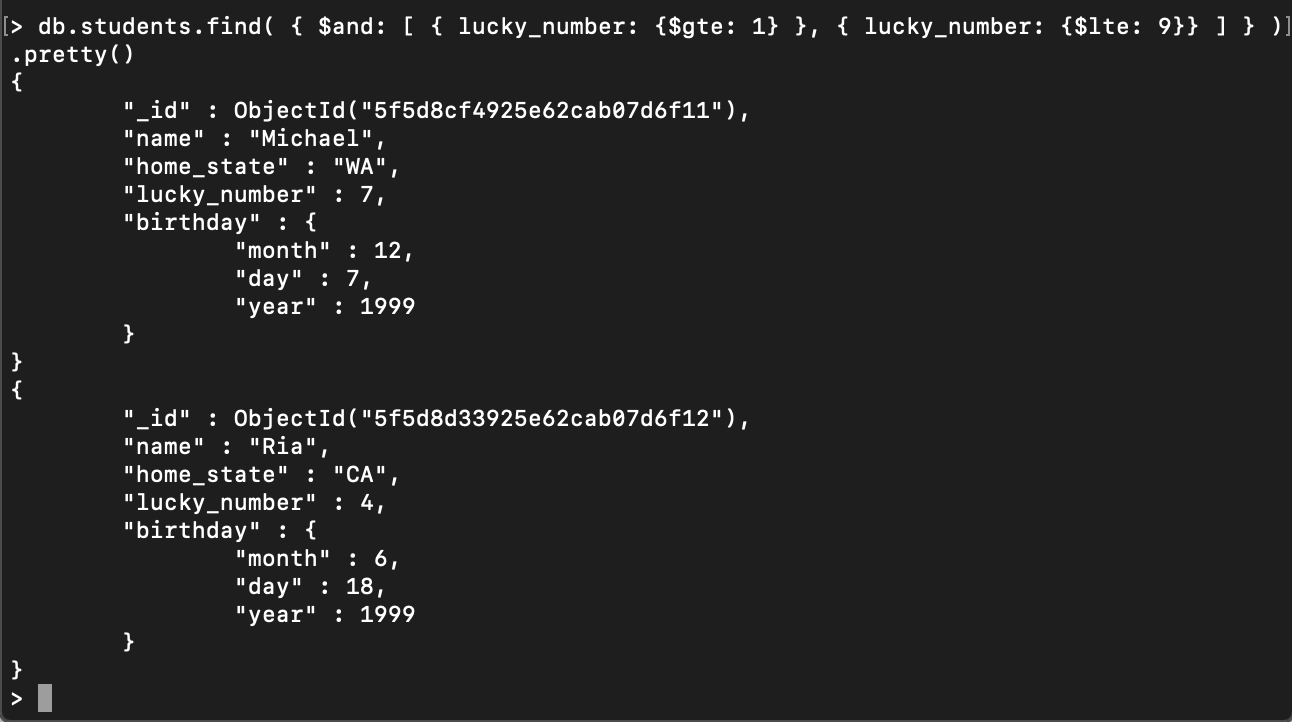 [> db.students.find( { $and: [ { lucky_number: {$gte: 1} }, { lucky_number: {$lte: 9}} ] } )]
.pretty()
{
        "_id" : ObjectId("5f5d8cf4925e62cab07d6f11"),
        "name" : "Michael",
        "home_state" : "WA",
        "lucky_number" : 7,
        "birthday" : {
                "month" : 12,
                "day" : 7,
                "year" : 1999
        }
}
{
        "_id" : ObjectId("5f5d8d33925e62cab07d6f12"),
        "name" : "Ria",
        "home_state" : "CA",
        "lucky_number" : 4,
        "birthday" : {
                "month" : 6,
                "day" : 18,
                "year" : 1999
        }
}
>